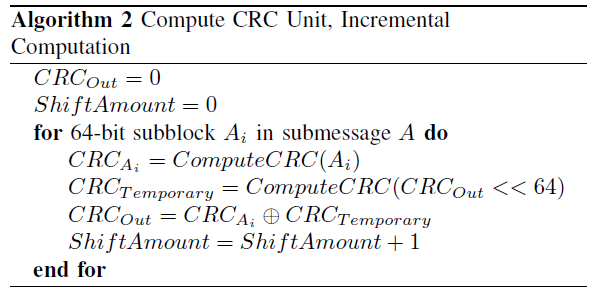 Algorithm 2 Compute CRC Unit, Incremental
Computation
CRC_{Out} = 0
ShiftAmount = 0
for 64-bit subblock A_i in submessage A do
CRC_{A_i} = ComputeCRC(A_i)
CRC_{Temporary} = ComputeCRC(CRC_{Out} << 64)
CRC_{Out} = CRC_{A_i} ⊕ CRC_{Temporary}
ShiftAmount = ShiftAmount + 1
end for